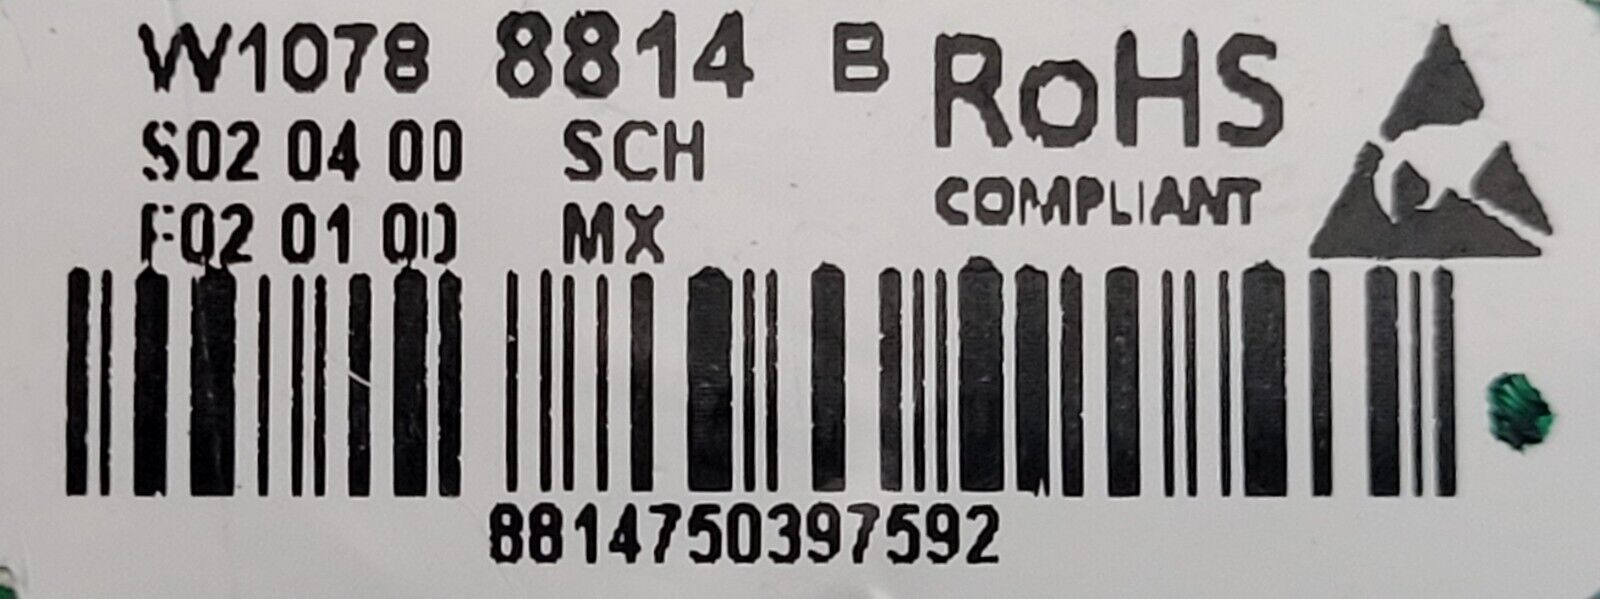 W1078 8814 B RoHS
S02 04 00 SCH COMPLIANT
F02 01 00 MX
8814750397592